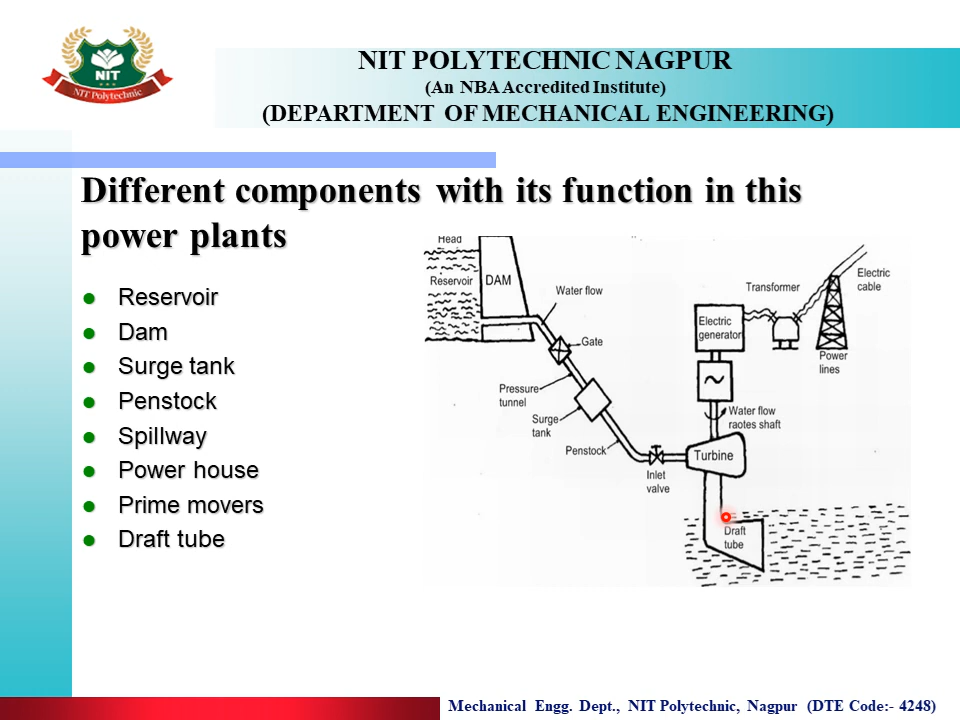 NIT
NIT Polytechnic
NIT POLYTECHNIC NAGPUR
(An NBA Accredited Institute)
(DEPARTMENT OF MECHANICAL ENGINEERING)
Different components with its function in this
power plants
Reservoir
Dam
Surge tank
Penstock
Spillway
Power house
Prime movers
Draft tube
Head
Reservoir
DAM
Water flow
Gate
Pressure
tunnel
Surge
tank
Penstock
Inlet
valve
Turbine
Water flow
raotes shaft
Electric
generator
Transformer
Electric
cable
Power
lines
Draft
tube
Mechanical Engg. Dept., NIT Polytechnic, Nagpur (DTE Code:- 4248)